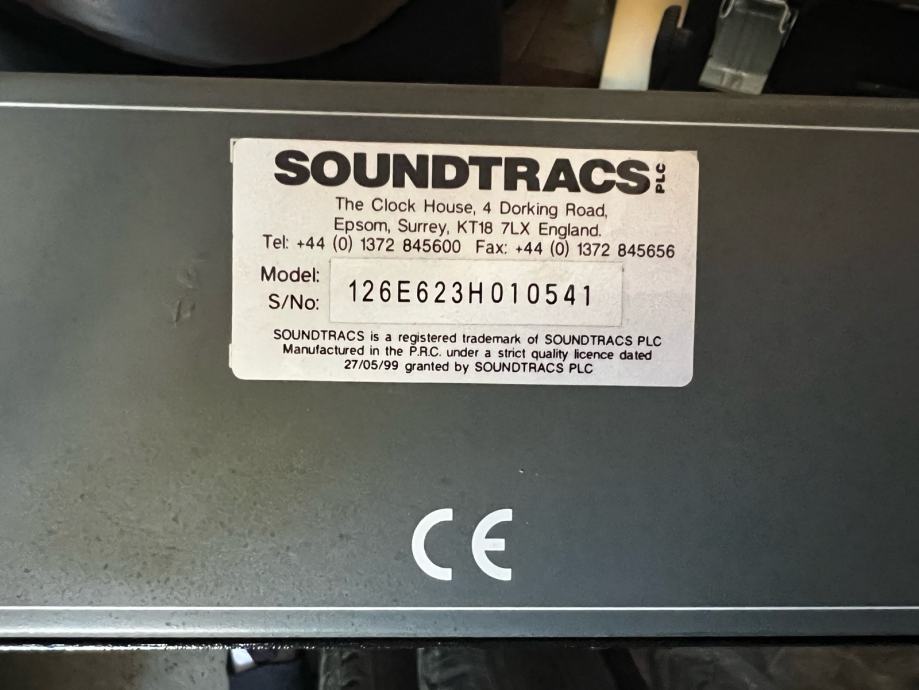 SOUNDTRACS PLC
The Clock House, 4 Dorking Road,
Epsom, Surrey, KT18 7LX England.
Tel: +44 (0) 1372 845600 Fax: +44 (0) 1372 845656
Model:
S/No:
126E623H010541
SOUNDTRACS is a registered trademark of SOUNDTRACS PLC
Manufactured in the P.R.C. under a strict quality licence dated
27/05/99 granted by SOUNDTRACS PLC
CE